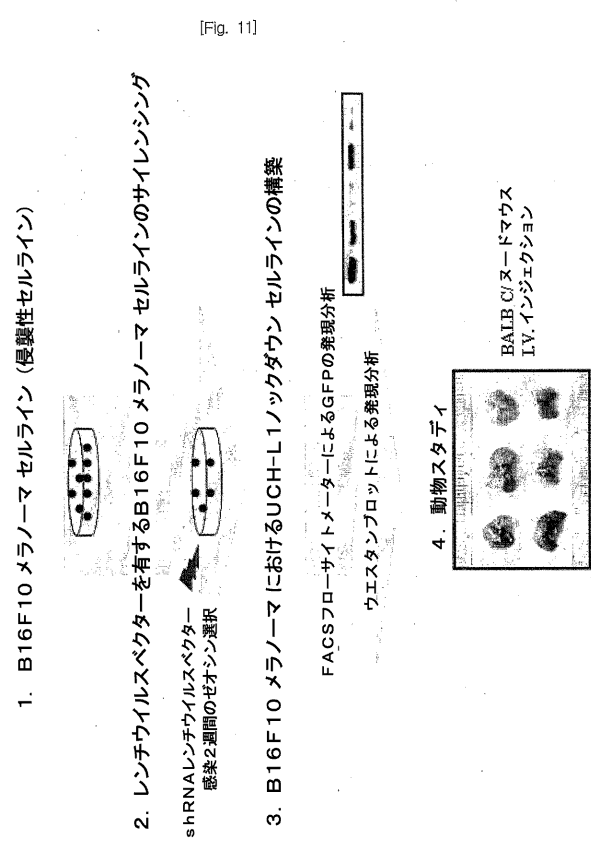 [Fig. 11]
1. B16F10 メラノーマ セルライン（侵襲性セルライン）
2. レンチウイルスベクターを有するB16F10 メラノーマ セルラインのサイレンシング
shRNAレンチウイルスベクター
感染2週間のゼオシン選択
3. B16F10 メラノーマ におけるUCH-L1ノックダウン セルラインの構築
FACSフローサイトメーターによるGFPの発現分析
ウエスタンブロットによる発現分析
4. 動物スタディ
BALB C/ヌードマウス
I.V. インジェクション